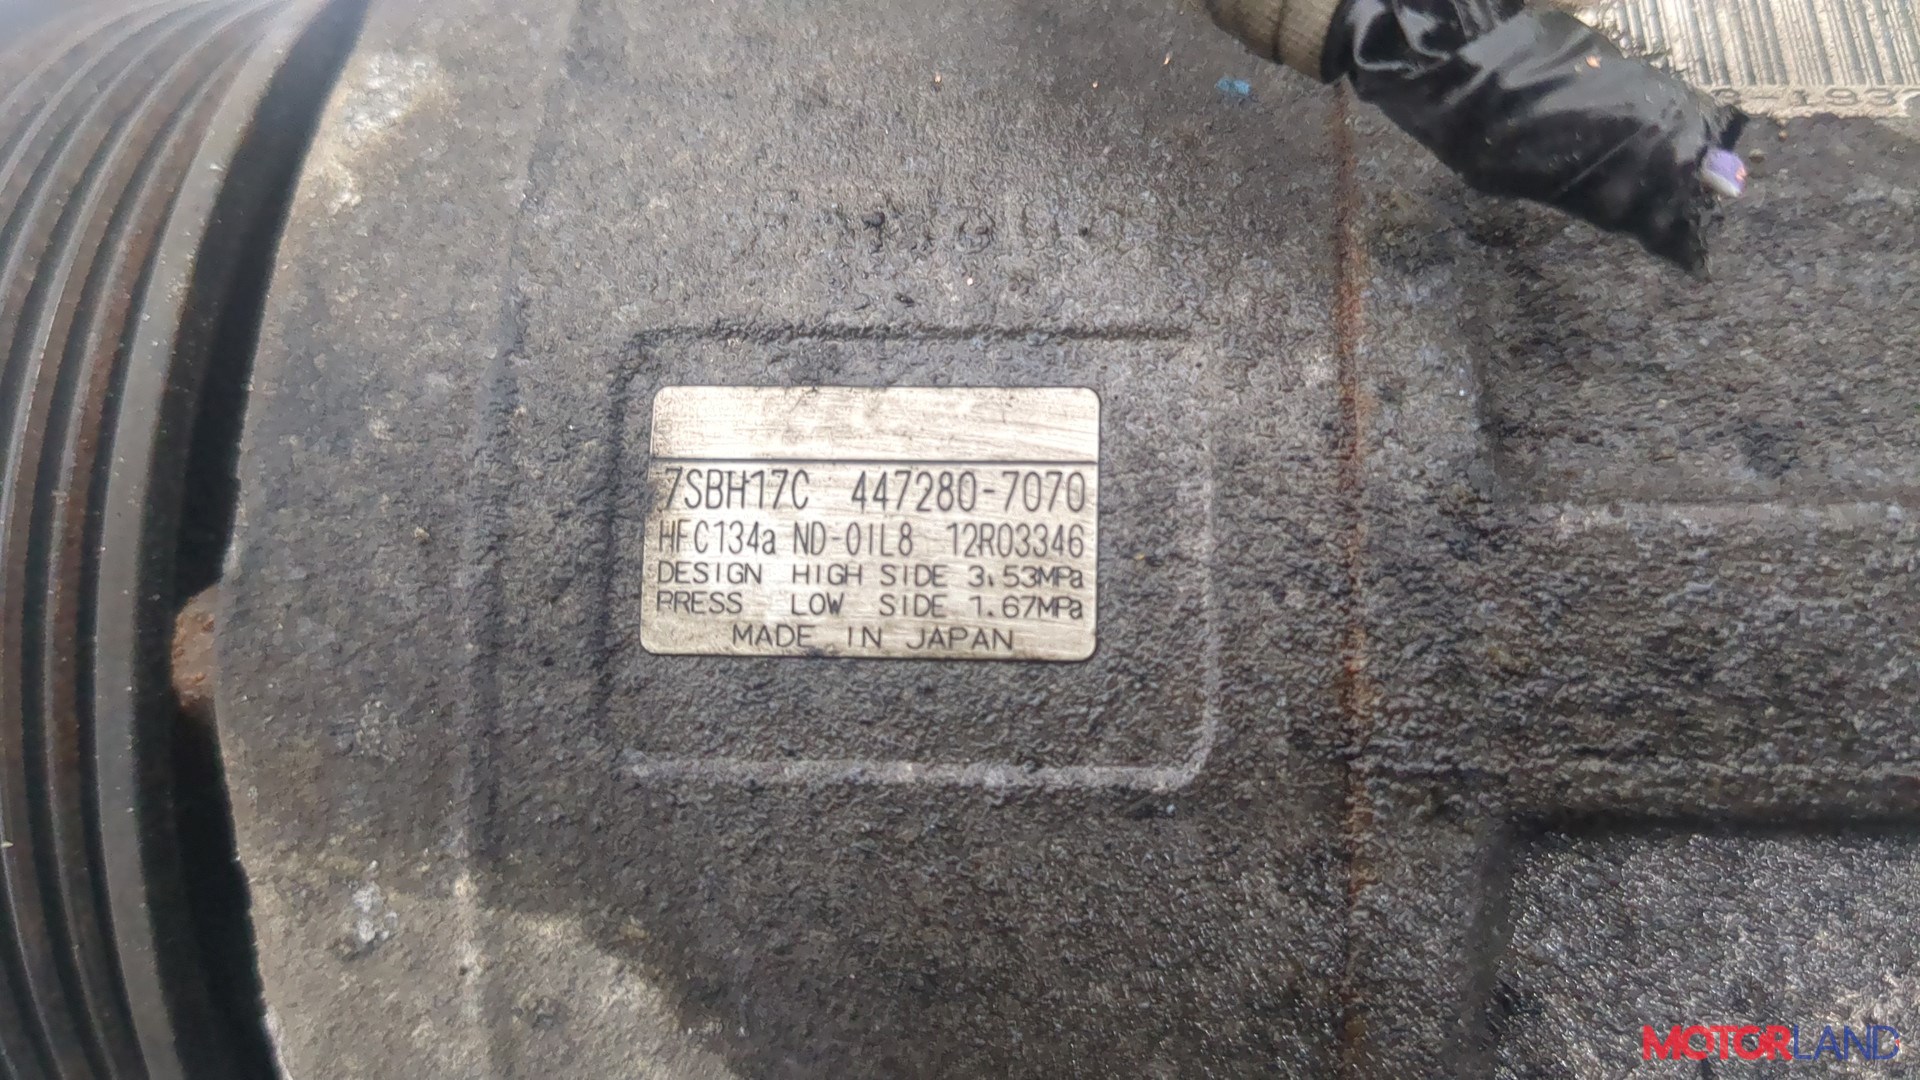 7SBH17C 447280-7070
HFC134a ND-OIL8 12R03346
DESIGN HIGH SIDE 3.53MPa
PRESS LOW SIDE 1.67MPa
MADE IN JAPAN
MOTORLAND